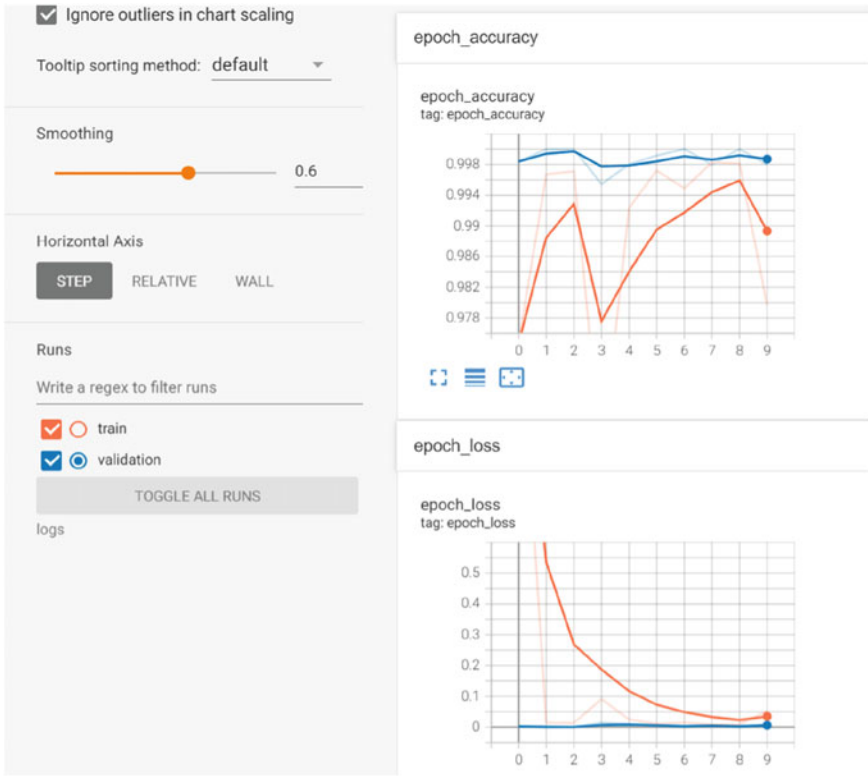 Ignore outliers in chart scaling
Tooltip sorting method: default
Smoothing
0.6
Horizontal Axis
STEP RELATIVE WALL
Runs
Write a regex to filter runs
train
validation
TOGGLE ALL RUNS
logs
epoch_accuracy
epoch_accuracy
tag: epoch_accuracy
0.998
0.994
0.99
0.986
0.982
0.978
0 1 2 3 4 5 6 7 8 9
epoch_loss
epoch_loss
tag: epoch_loss
0.5
0.4
0.3
0.2
0.1
0
0 1 2 3 4 5 6 7 8 9